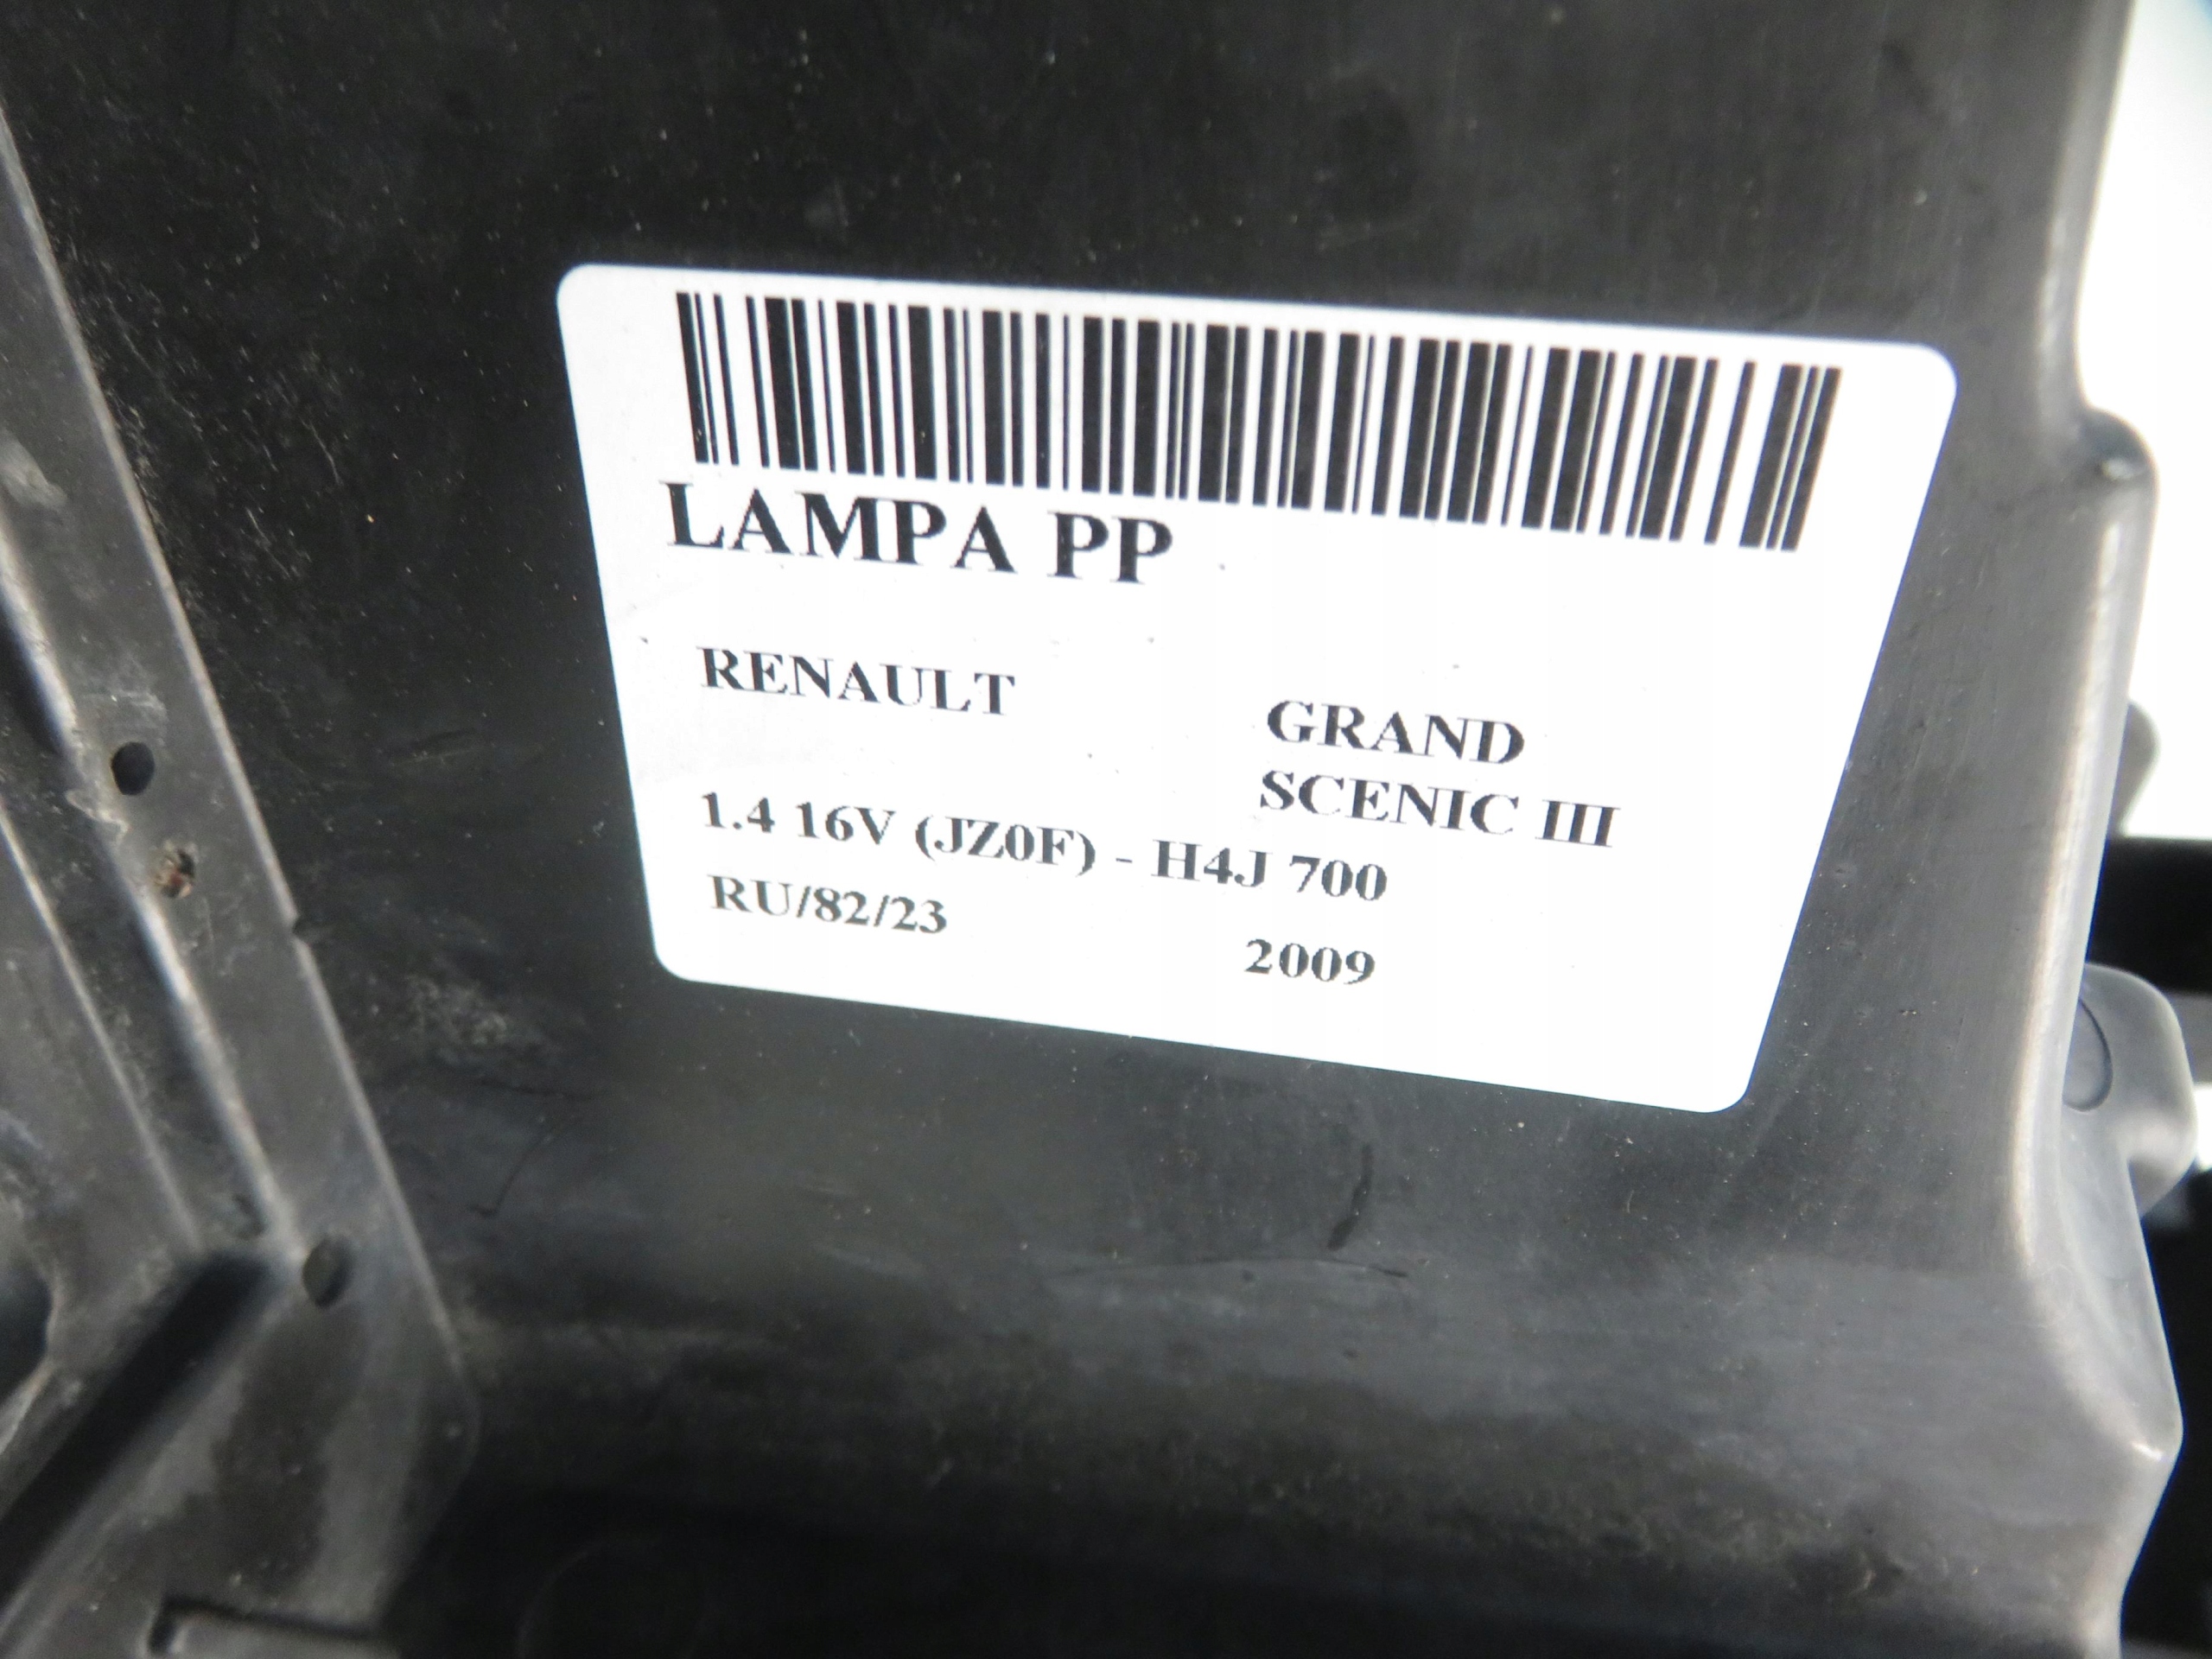 LAMPA PP
RENAULT
GRAND
SCENIC III
1.4 16V (JZ0F) - H4J 700
RU/82/23
2009